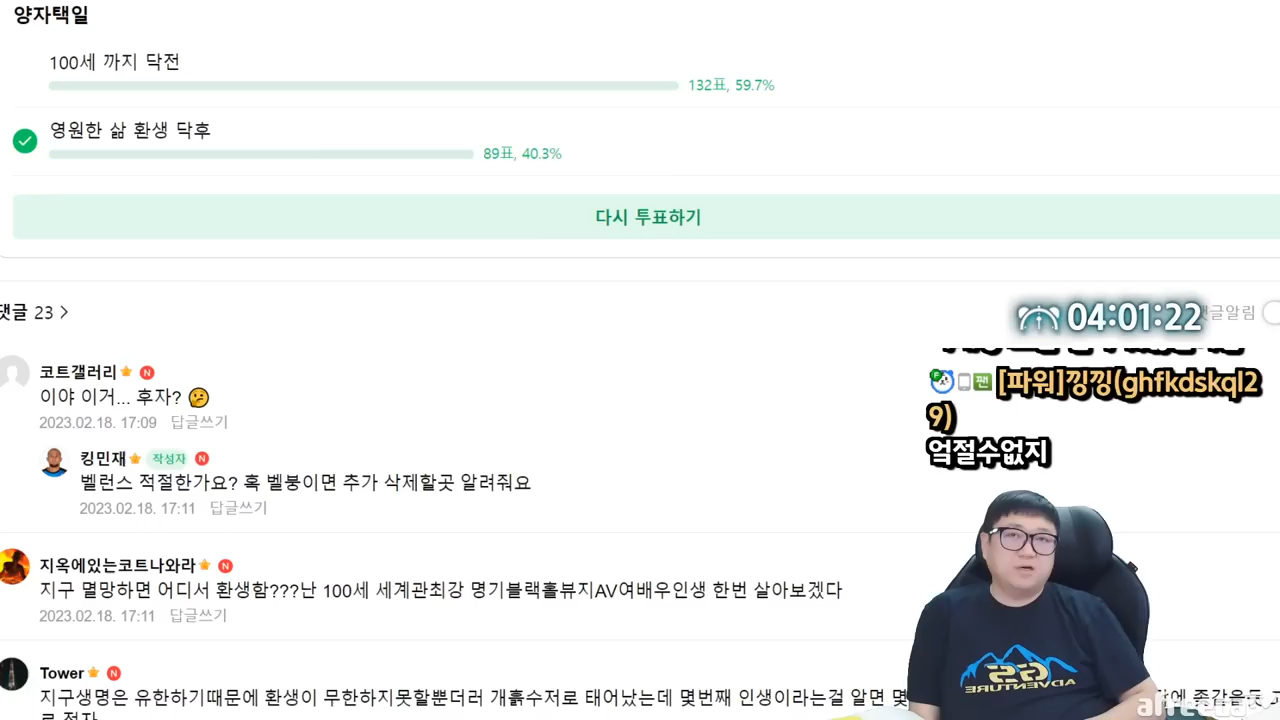 양자택일
100세 까지 닥전
132표, 59.7%
영원한 삶 환생 닥후
89표, 40.3%
다시 투표하기
댓글 23
04:01:22
댓글알림
코트갤러리 N
이야 이거... 후자?
2023.02.18. 17:09 답글쓰기
F 팬 [파워]낑낑(ghfkdskql2
9)
엌절수없지
킹민재 작성자 N
벨런스 적절한가요? 혹 벨붕이면 추가 삭제할곳 알려줘요
2023.02.18. 17:11 답글쓰기
지옥에있는코트나와라 N
지구 멸망하면 어디서 환생함???난 100세 세계관최강 명기블랙홀뷰지AV여배우인생 한번 살아보겠다
2023.02.18. 17:11 답글쓰기
Tower N
지구생명은 유한하기때문에 환생이 무한하지못할뿐더러 개흙수저로 태어났는데 몇번째 인생이라는걸 알면 몇
ADVENTURE
afreeca